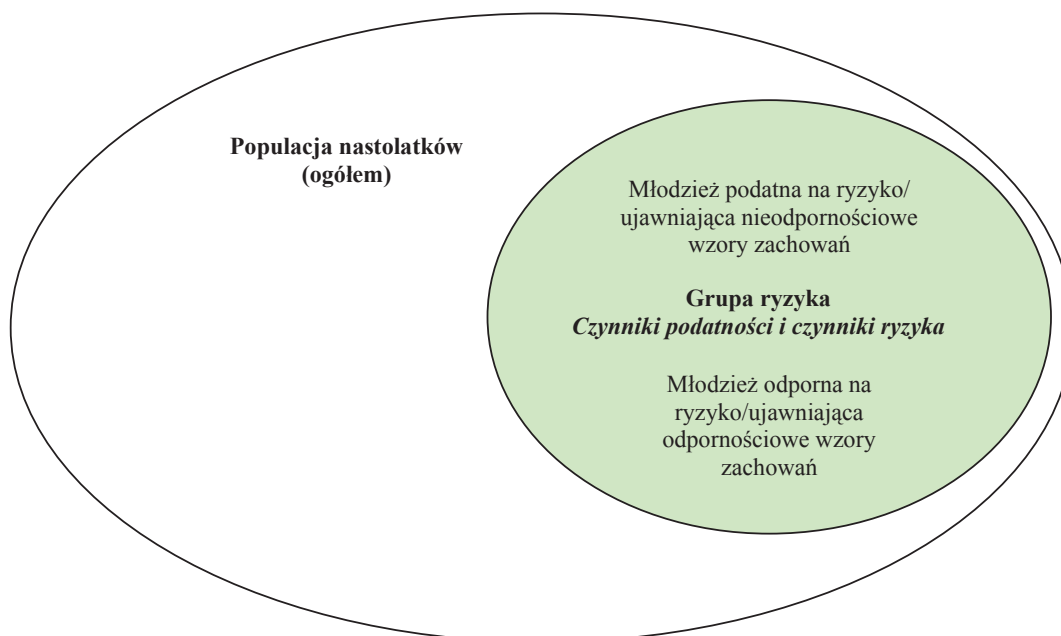 Populacja nastolatków
(ogółem)
Młodzież podatna na ryzyko/
ujawniająca nieodpornościowe
wzory zachowań
Grupa ryzyka
Czynniki podatności i czynniki ryzyka
Młodzież odporna na
ryzyko/ujawniająca
odpornościowe wzory
zachowań